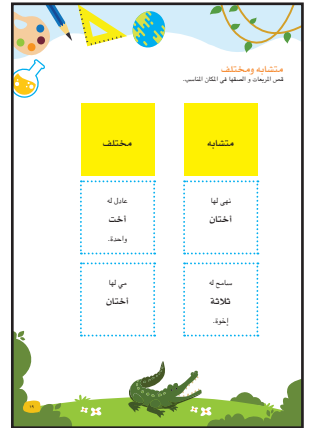 متشابه ومختلف
قص المربعات و الصقها في المكان المناسب.
متشابه
مختلف
نهى لها
أختان
عادل له
أخت
واحدة.
سامح له
ثلاثة
إخوة.
مي لها
أختان